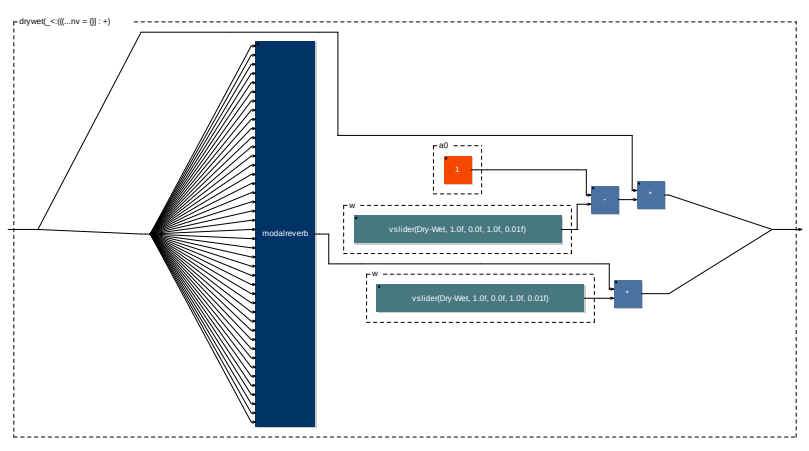 drywet(_<:(((...nv = {}] : +)
a0
1
w
-
*
vslider(Dry-Wet, 1.0f, 0.0f, 1.0f, 0.01f)
modalreverb
w
vslider(Dry-Wet, 1.0f, 0.0f, 1.0f, 0.01f)
*